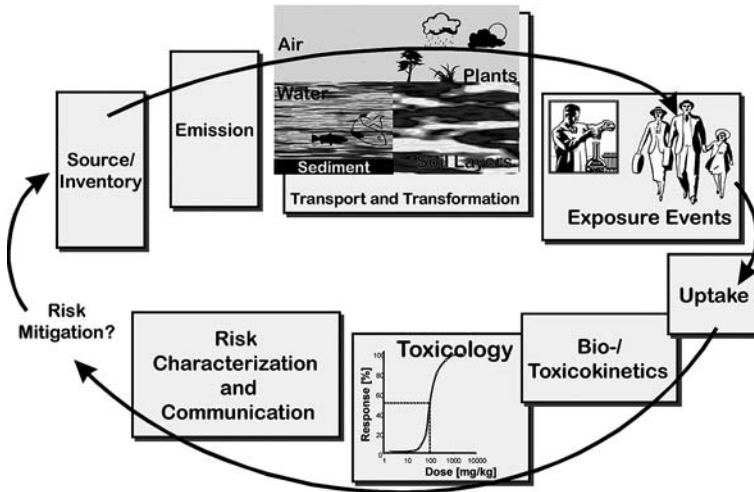 Air
Plants
Water
Soil Layers
Sediment
Transport and Transformation
Emission
Source/
Inventory
Exposure Events
Uptake
Bio-/
Toxicokinetics
Toxicology
Response [%]
100
80
60
40
20
0
1
10
100
1000
10000
Dose [mg/kg]
Risk
Characterization
and
Communication
Risk
Mitigation?